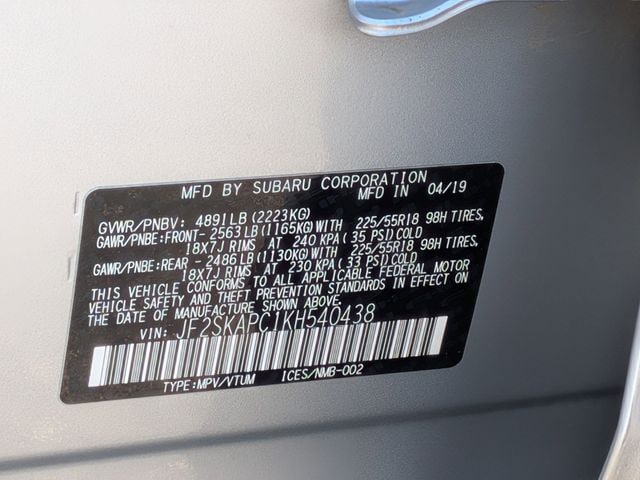 MFD BY SUBARU CORPORATION
MFD IN 04/19
GVWR/PNBV: 4891LB(2223KG)
GAWR/PNBE:FRONT-2563LB(1165KG)WITH 225/55R18 98H TIRES,
18X7J RIMS AT 240 KPA(35 PSI)COLD
GAWR/PNBE:REAR -2486LB(1130KG)WITH 225/55R18 98H TIRES,
18X7J RIMS AT 230 KPA(33 PSI)COLD
THIS VEHICLE CONFORMS TO ALL APPLICABLE FEDERAL MOTOR
VEHICLE SAFETY AND THEFT PREVENTION STANDARDS IN EFFECT
ON THE DATE OF MANUFACTURE SHOWN ABOVE.
VIN: JF2SKAPC1KH540438
TYPE:MPV/VTUM ICES/NMB-002